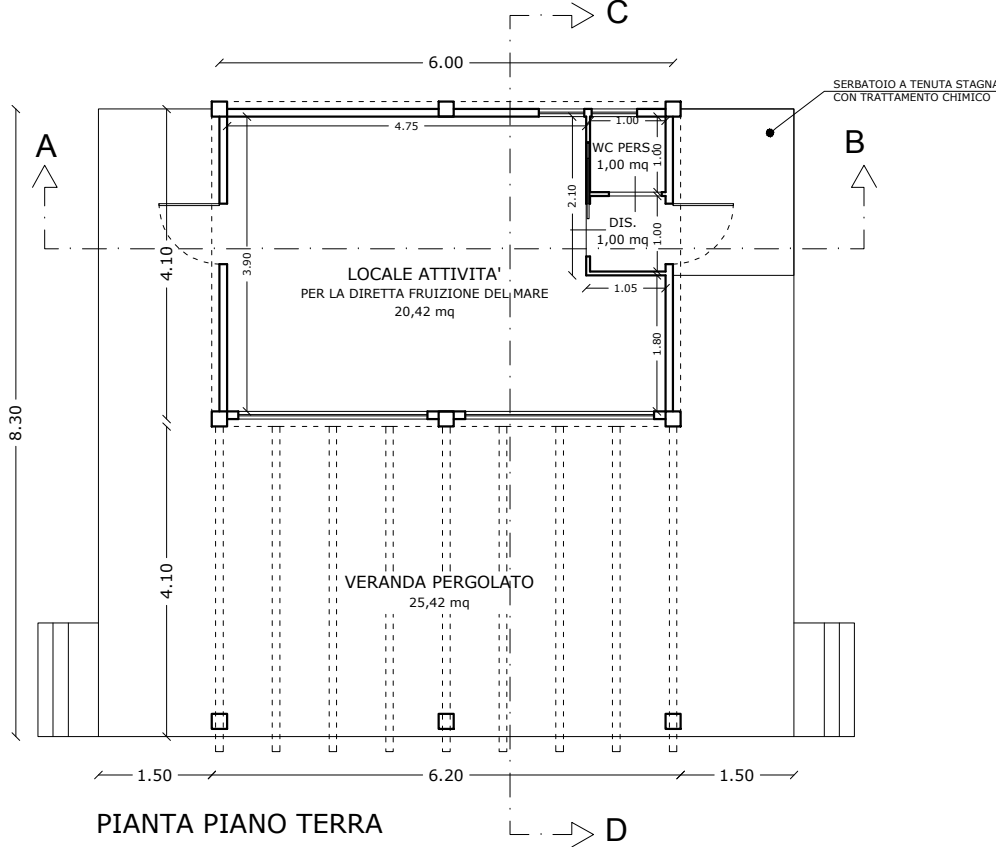 C
6.00
SERBATOIO A TENUTA STAGNA
CON TRATTAMENTO CHIMICO
4.75
1.00
A
WC PERS.
1,00 mq
1.00
B
2.10
DIS.
1,00 mq
1.00
4.10
3.90
LOCALE ATTIVITA'
PER LA DIRETTA FRUIZIONE DEL MARE
20,42 mq
1.05
1.80
8.30
4.10
VERANDA PERGOLATO
25,42 mq
1.50
6.20
1.50
PIANTA PIANO TERRA
D